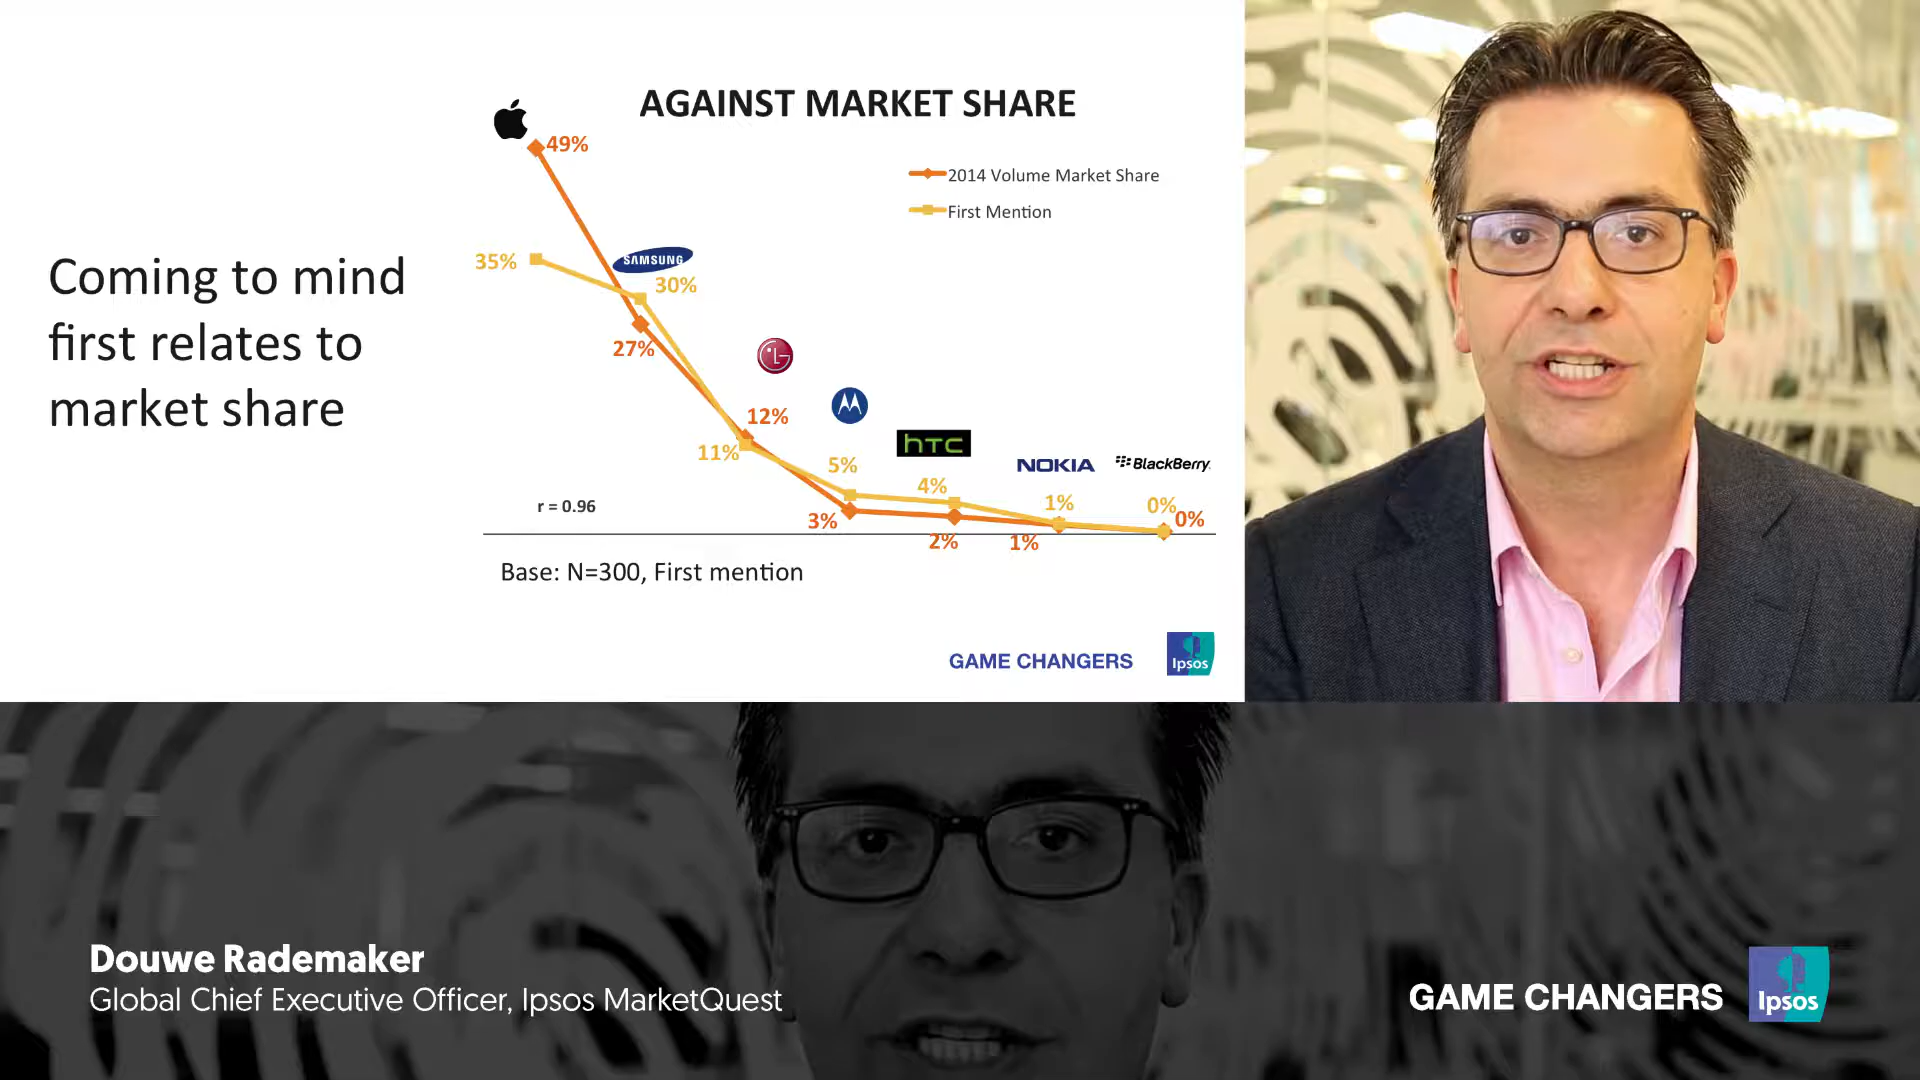 AGAINST MARKET SHARE
49%
2014 Volume Market Share
First Mention
35%
SAMSUNG
30%
27%
Coming to mind
first relates to
market share
LG
12%
11%
5%
hTC
NOKIA
BlackBerry
4%
1%
0%
0%
3%
2%
1%
r = 0.96
Base: N=300, First mention
GAME CHANGERS
Ipsos
Douwe Rademaker
Global Chief Executive Officer, Ipsos MarketQuest
GAME CHANGERS
Ipsos